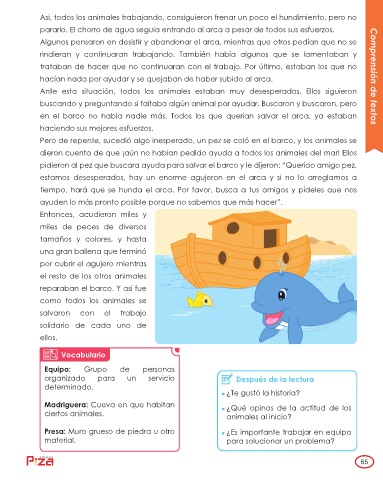 Así, todos los animales trabajando, consiguieron frenar un poco el hundimiento, pero no
pararlo. El chorro de agua seguía entrando al arca a pesar de todos sus esfuerzos.
Algunos pensaron en desistir y abandonar el arca, mientras que otros pedían que no se
rindieran y continuaran trabajando. También había algunos que se lamentaban y
trataban de hacer que no continuaran con el trabajo. Por último, estaban los que no
hacían nada por ayudar y se quejaban de haber subido al arca.
Ante esta situación, todos los animales estaban muy desesperados. Ellos siguieron
buscando y preguntando si faltaba algún animal por ayudar. Buscaron y buscaron, pero
en el barco no había nadie más. Todos los que querían salvar el arca, ya estaban
haciendo sus mejores esfuerzos.
Pero de repente, sucedió algo inesperado, un pez se coló en el barco, y los animales se
dieron cuenta de que ¡aún no habían pedido ayuda a todos los animales del mar! Ellos
pidieron al pez que buscara ayuda para salvar el barco y le dijeron: “Querido amigo pez,
estamos desesperados, hay un enorme agujero en el arca y si no lo arreglamos a
tiempo, hará que se hunda el arca. Por favor, busca a tus amigos y pídeles que nos
ayuden lo más pronto posible porque no sabemos que más hacer”.
Entonces, acudieron miles y
miles de peces de diversos
tamaños y colores, y hasta
una gran ballena que terminó
por cubrir el agujero mientras
el resto de los otros animales
reparaban el barco. Y así fue
como todos los animales se
salvaron con el trabajo
solidario de cada uno de
ellos.
Comprensión de textos
Vocabulario
Equipo: Grupo de personas
organizado para un servicio
determinado.
Madriguera: Cueva en que habitan
ciertos animales.
Presa: Muro grueso de piedra u otro
material.
Después de la lectura
• ¿Te gustó la historia?
• ¿Qué opinas de la actitud de los
animales al inicio?
• ¿Es importante trabajar en equipo
para solucionar un problema?
65